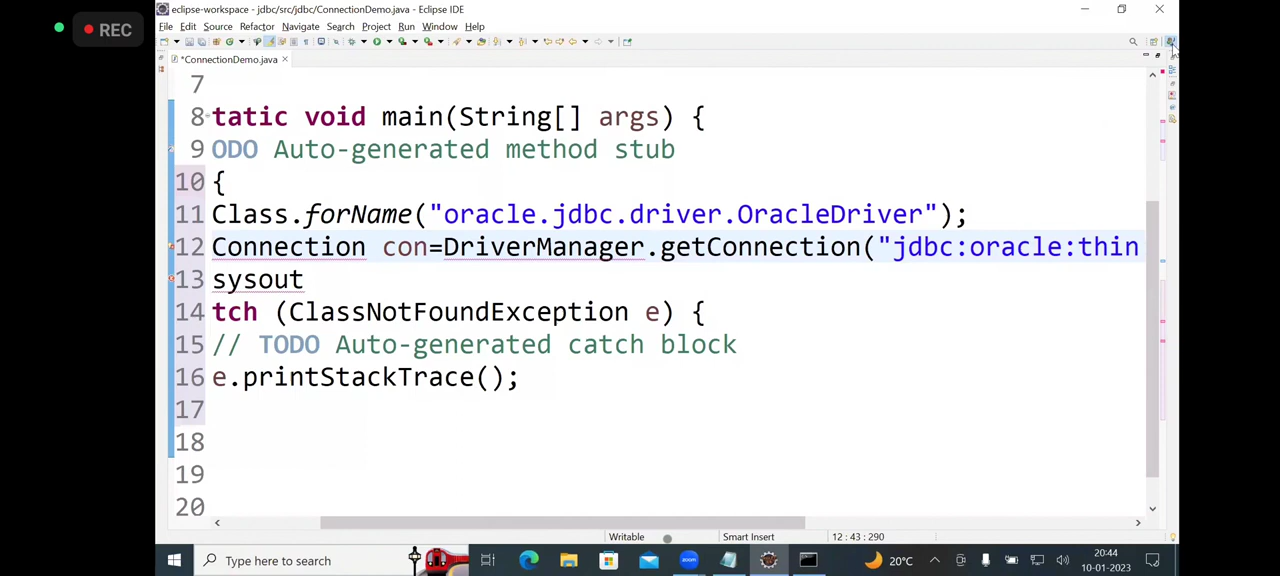 REC
eclipse-workspace - jdbc/src/jdbc/ConnectionDemo.java - Eclipse IDE
File Edit Source Refactor Navigate Search Project Run Window Help
*ConnectionDemo.java
7
8 tatic void main(String[] args) {
9 ODO Auto-generated method stub
10 {
11 Class.forName("oracle.jdbc.driver.OracleDriver");
12 Connection con=DriverManager.getConnection("jdbc:oracle:thin
13 sysout
14 tch (ClassNotFoundException e) {
15 // TODO Auto-generated catch block
16 e.printStackTrace();
17
18
19
20
Writable Smart Insert 12 : 43 : 290
Type here to search zoom 20°C 20:44
10-01-2023